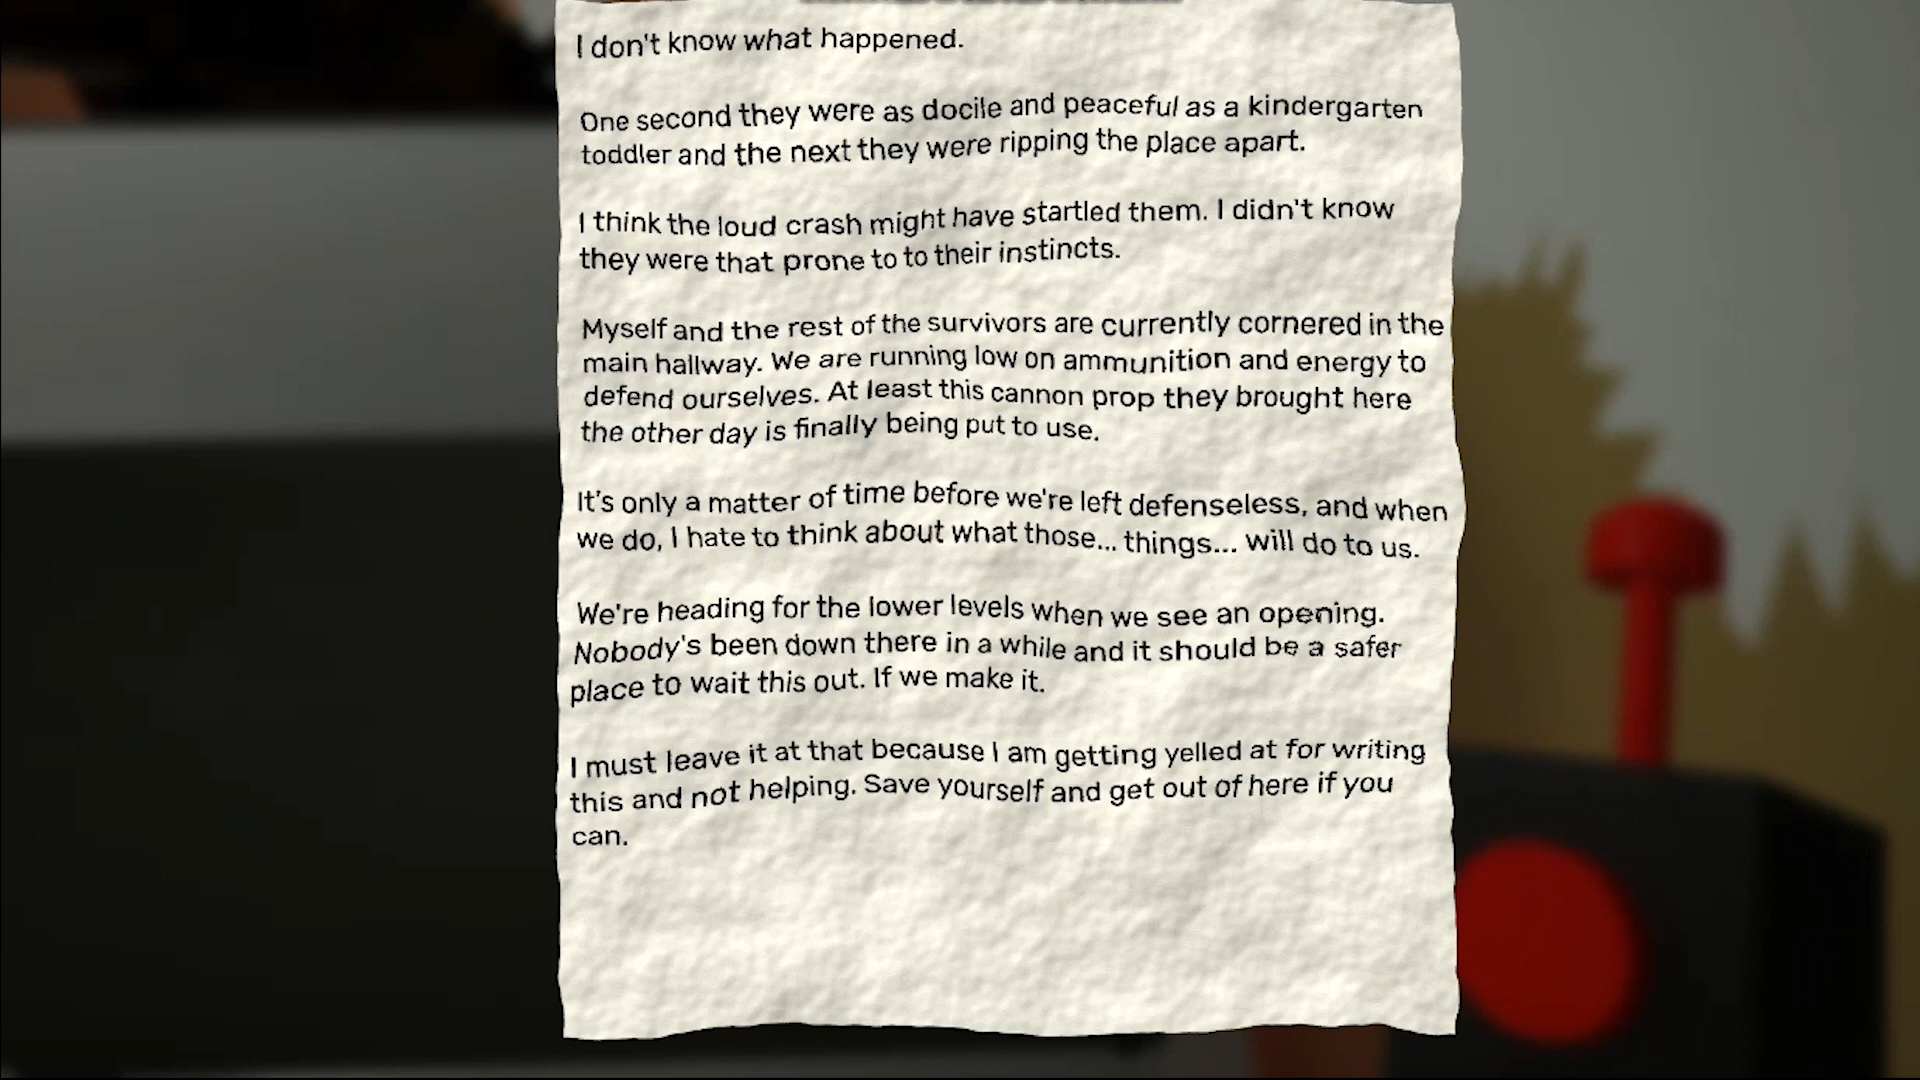 I don't know what happened.
One second they were as docile and peaceful as a kindergarten
toddler and the next they were ripping the place apart.
I think the loud crash might have startled them. I didn't know
they were that prone to to their instincts.
Myself and the rest of the survivors are currently cornered in the
main hallway. We are running low on ammunition and energy to
defend ourselves. At least this cannon prop they brought here
the other day is finally being put to use.
It's only a matter of time before we're left defenseless, and when
we do, I hate to think about what those... things... will do to us.
We're heading for the lower levels when we see an opening.
Nobody's been down there in a while and it should be a safer
place to wait this out. If we make it.
I must leave it at that because I am getting yelled at for writing
this and not helping. Save yourself and get out of here if you
can.